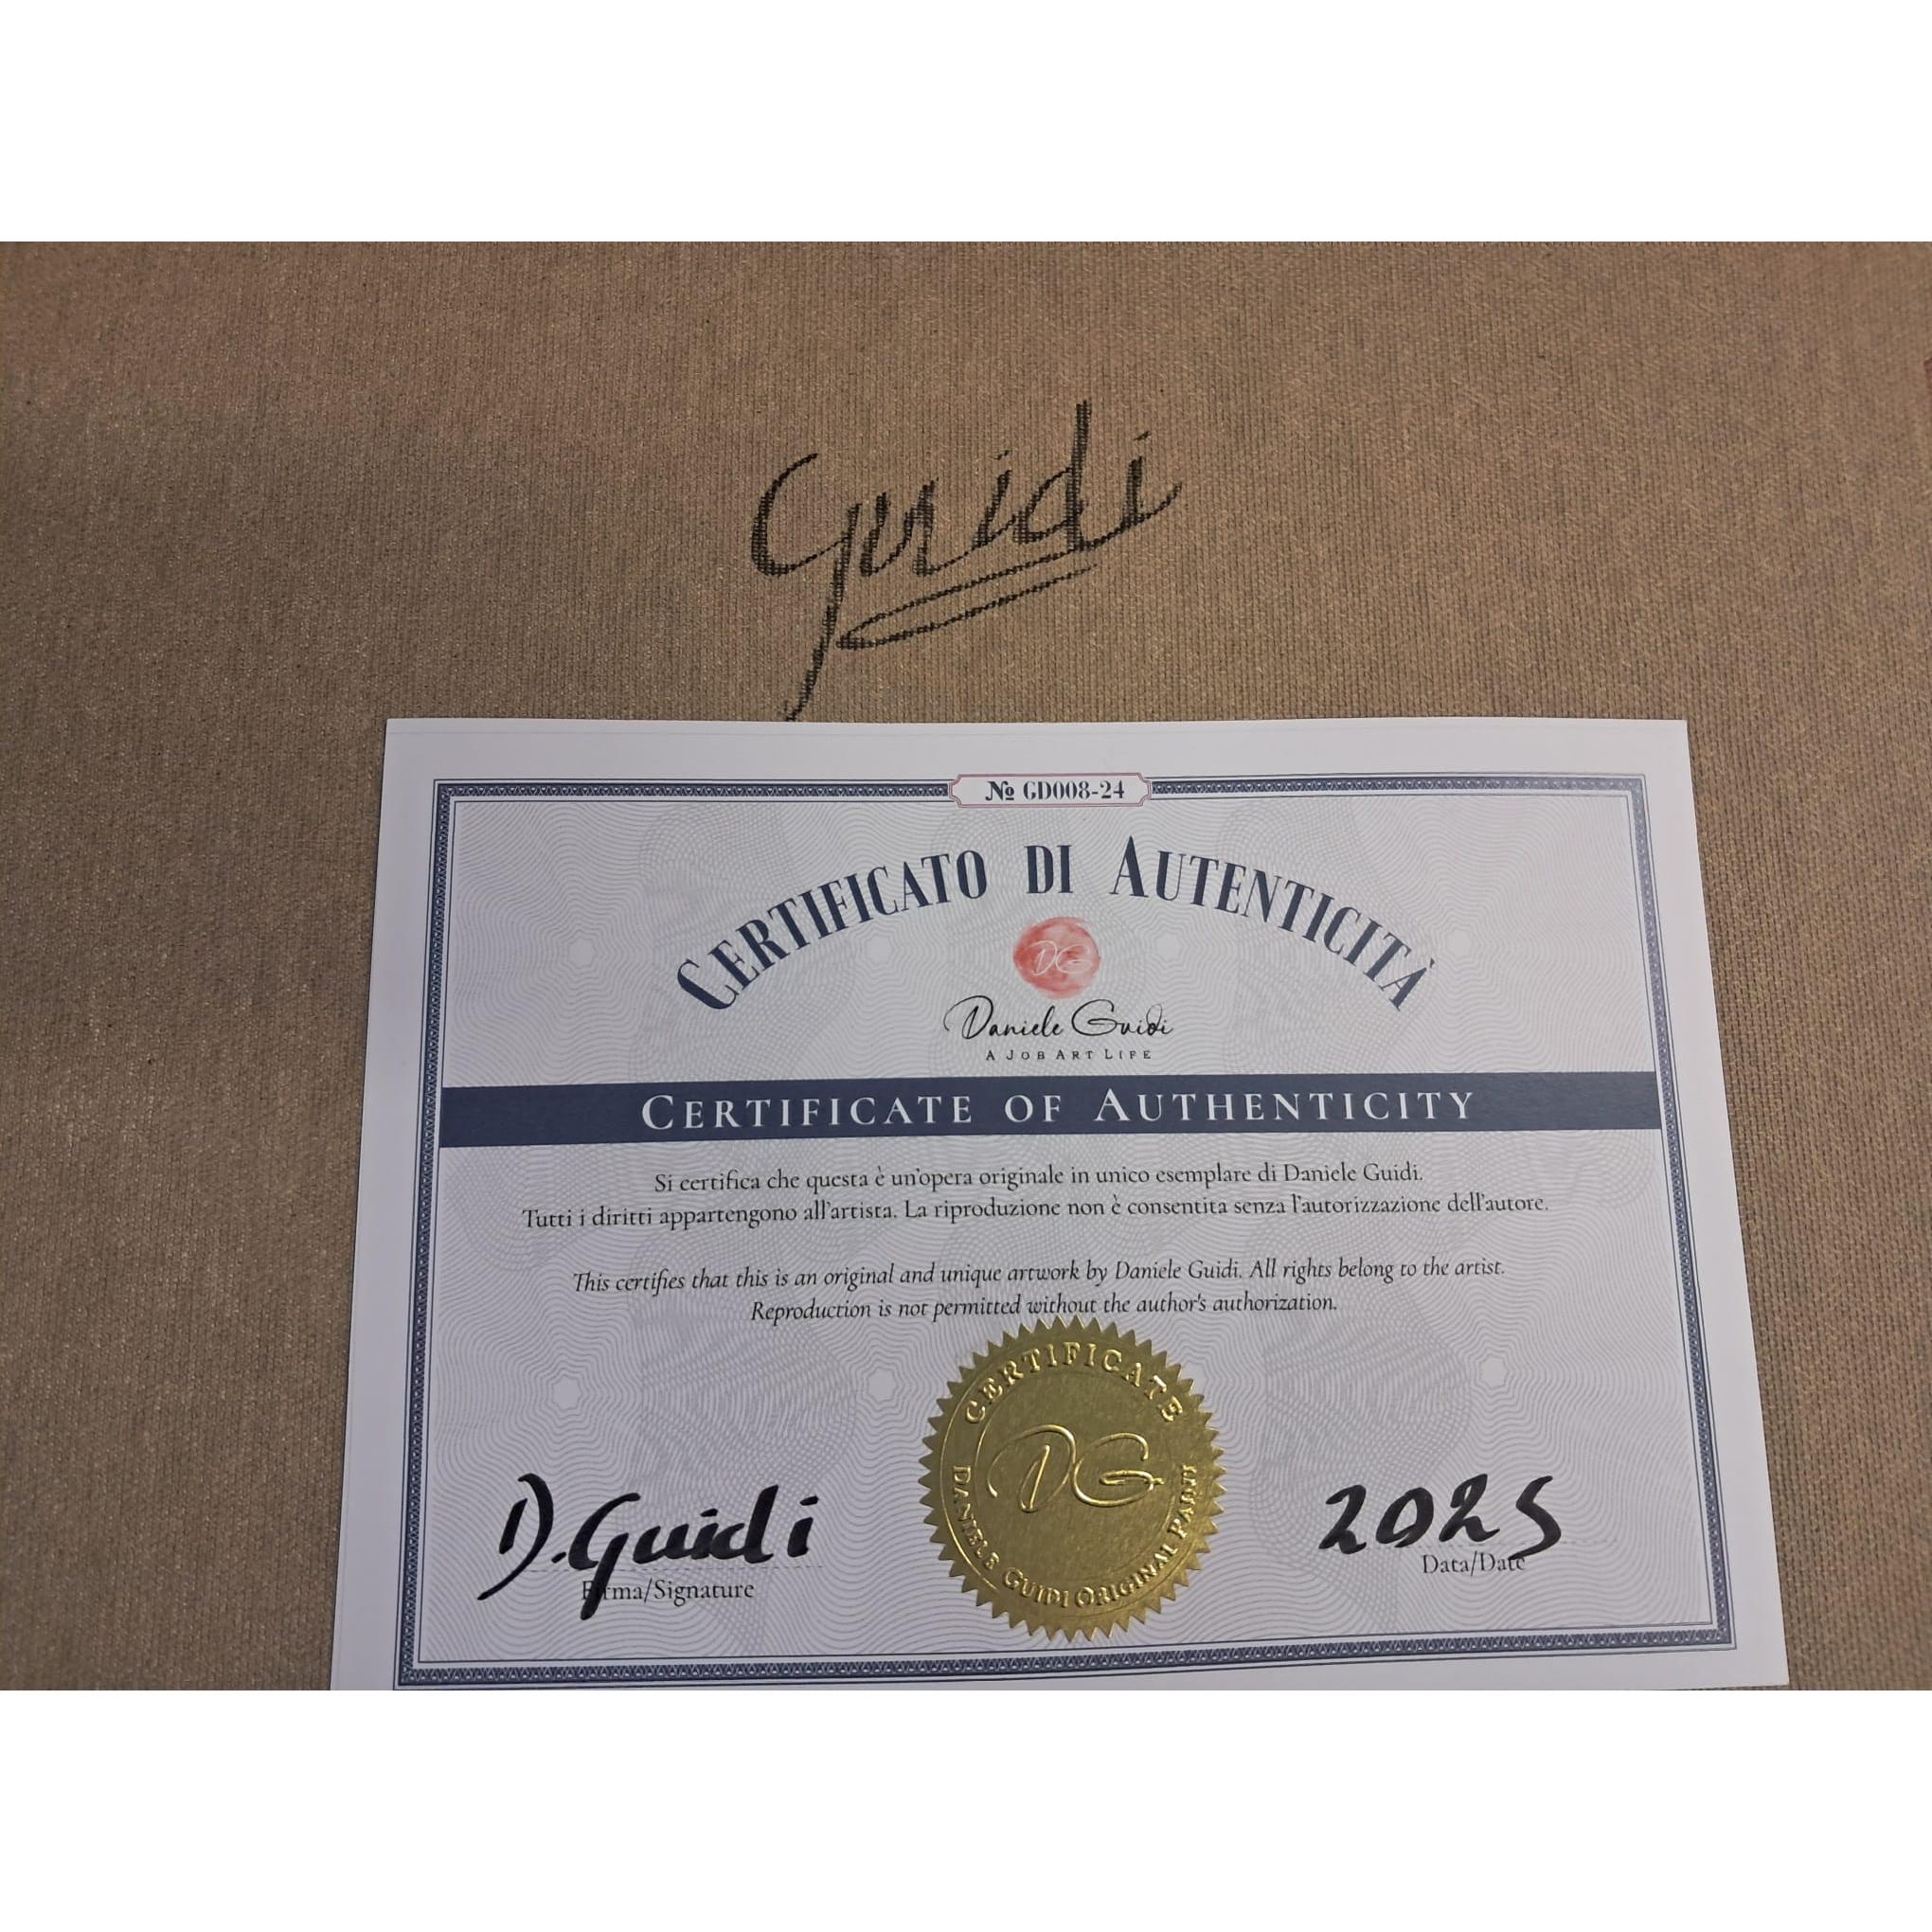 Guidi
№ GD008-24
CERTIFICATO DI AUTENTICITÀ
DG
Daniele Guidi
A JOB ART LIFE
CERTIFICATE OF AUTHENTICITY
Si certifica che questa è un'opera originale in unico esemplare di Daniele Guidi.
Tutti i diritti appartengono all'artista. La riproduzione non è consentita senza l'autorizzazione dell'autore.
This certifies that this is an original and unique artwork by Daniele Guidi. All rights belong to the artist.
Reproduction is not permitted without the author's authorization.
CERTIFICATE
DG
DANIELE GUIDI ORIGINAL PAINT
D. Guidi
Firma/Signature
2025
Data/Date